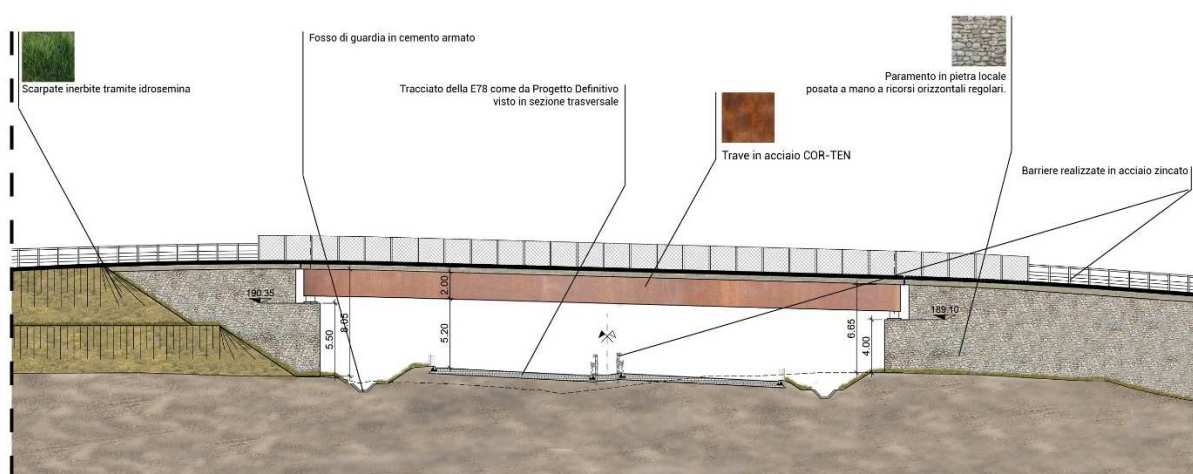 Fosso di guardia in cemento armato
Scarpate inerbite tramite idrosemina
Tracciato della E78 come da Progetto Definitivo
visto in sezione trasversale
Trave in acciaio COR-TEN
Paramento in pietra locale
posata a mano a ricorsi orizzontali regolari.
Barriere realizzate in acciaio zincato
190.35
5.50
8.05
2.00
5.20
6.65
4.00
189.10